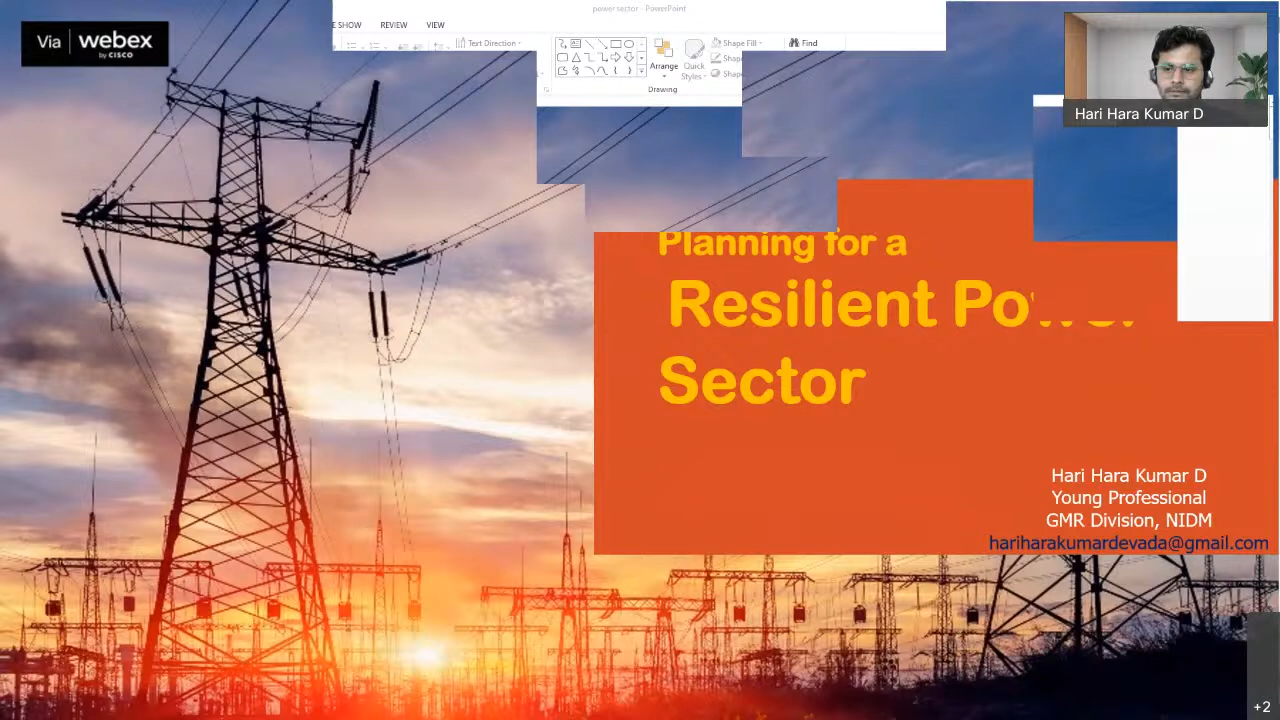 power sector - PowerPoint
E SHOW REVIEW VIEW
Via webex
by CISCO
Text Direction
Arrange
Quick
Styles
Shape Fill
Find
Drawing
Hari Hara Kumar D
Planning for a
Resilient Power
Sector
Hari Hara Kumar D
Young Professional
GMR Division, NIDM
hariharakumardevada@gmail.com
+2